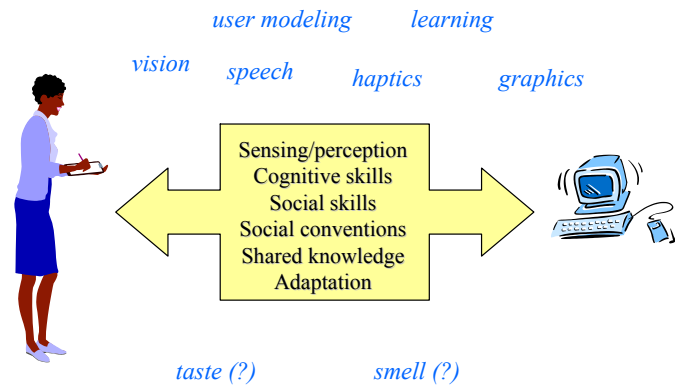 user modeling learning
vision speech haptics graphics
Sensing/perception
Cognitive skills
Social skills
Social conventions
Shared knowledge
Adaptation
taste (?) smell (?)